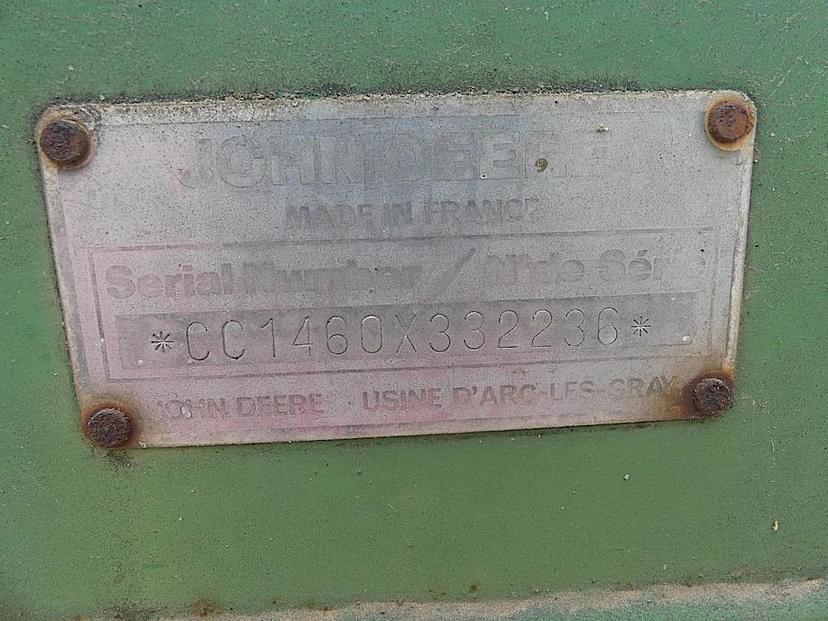 JOHN DEERE
MADE IN FRANCE
Serial Number / N° de Série
*CC1460X332236*
JOHN DEERE USINE D'ARC-LES-GRAY